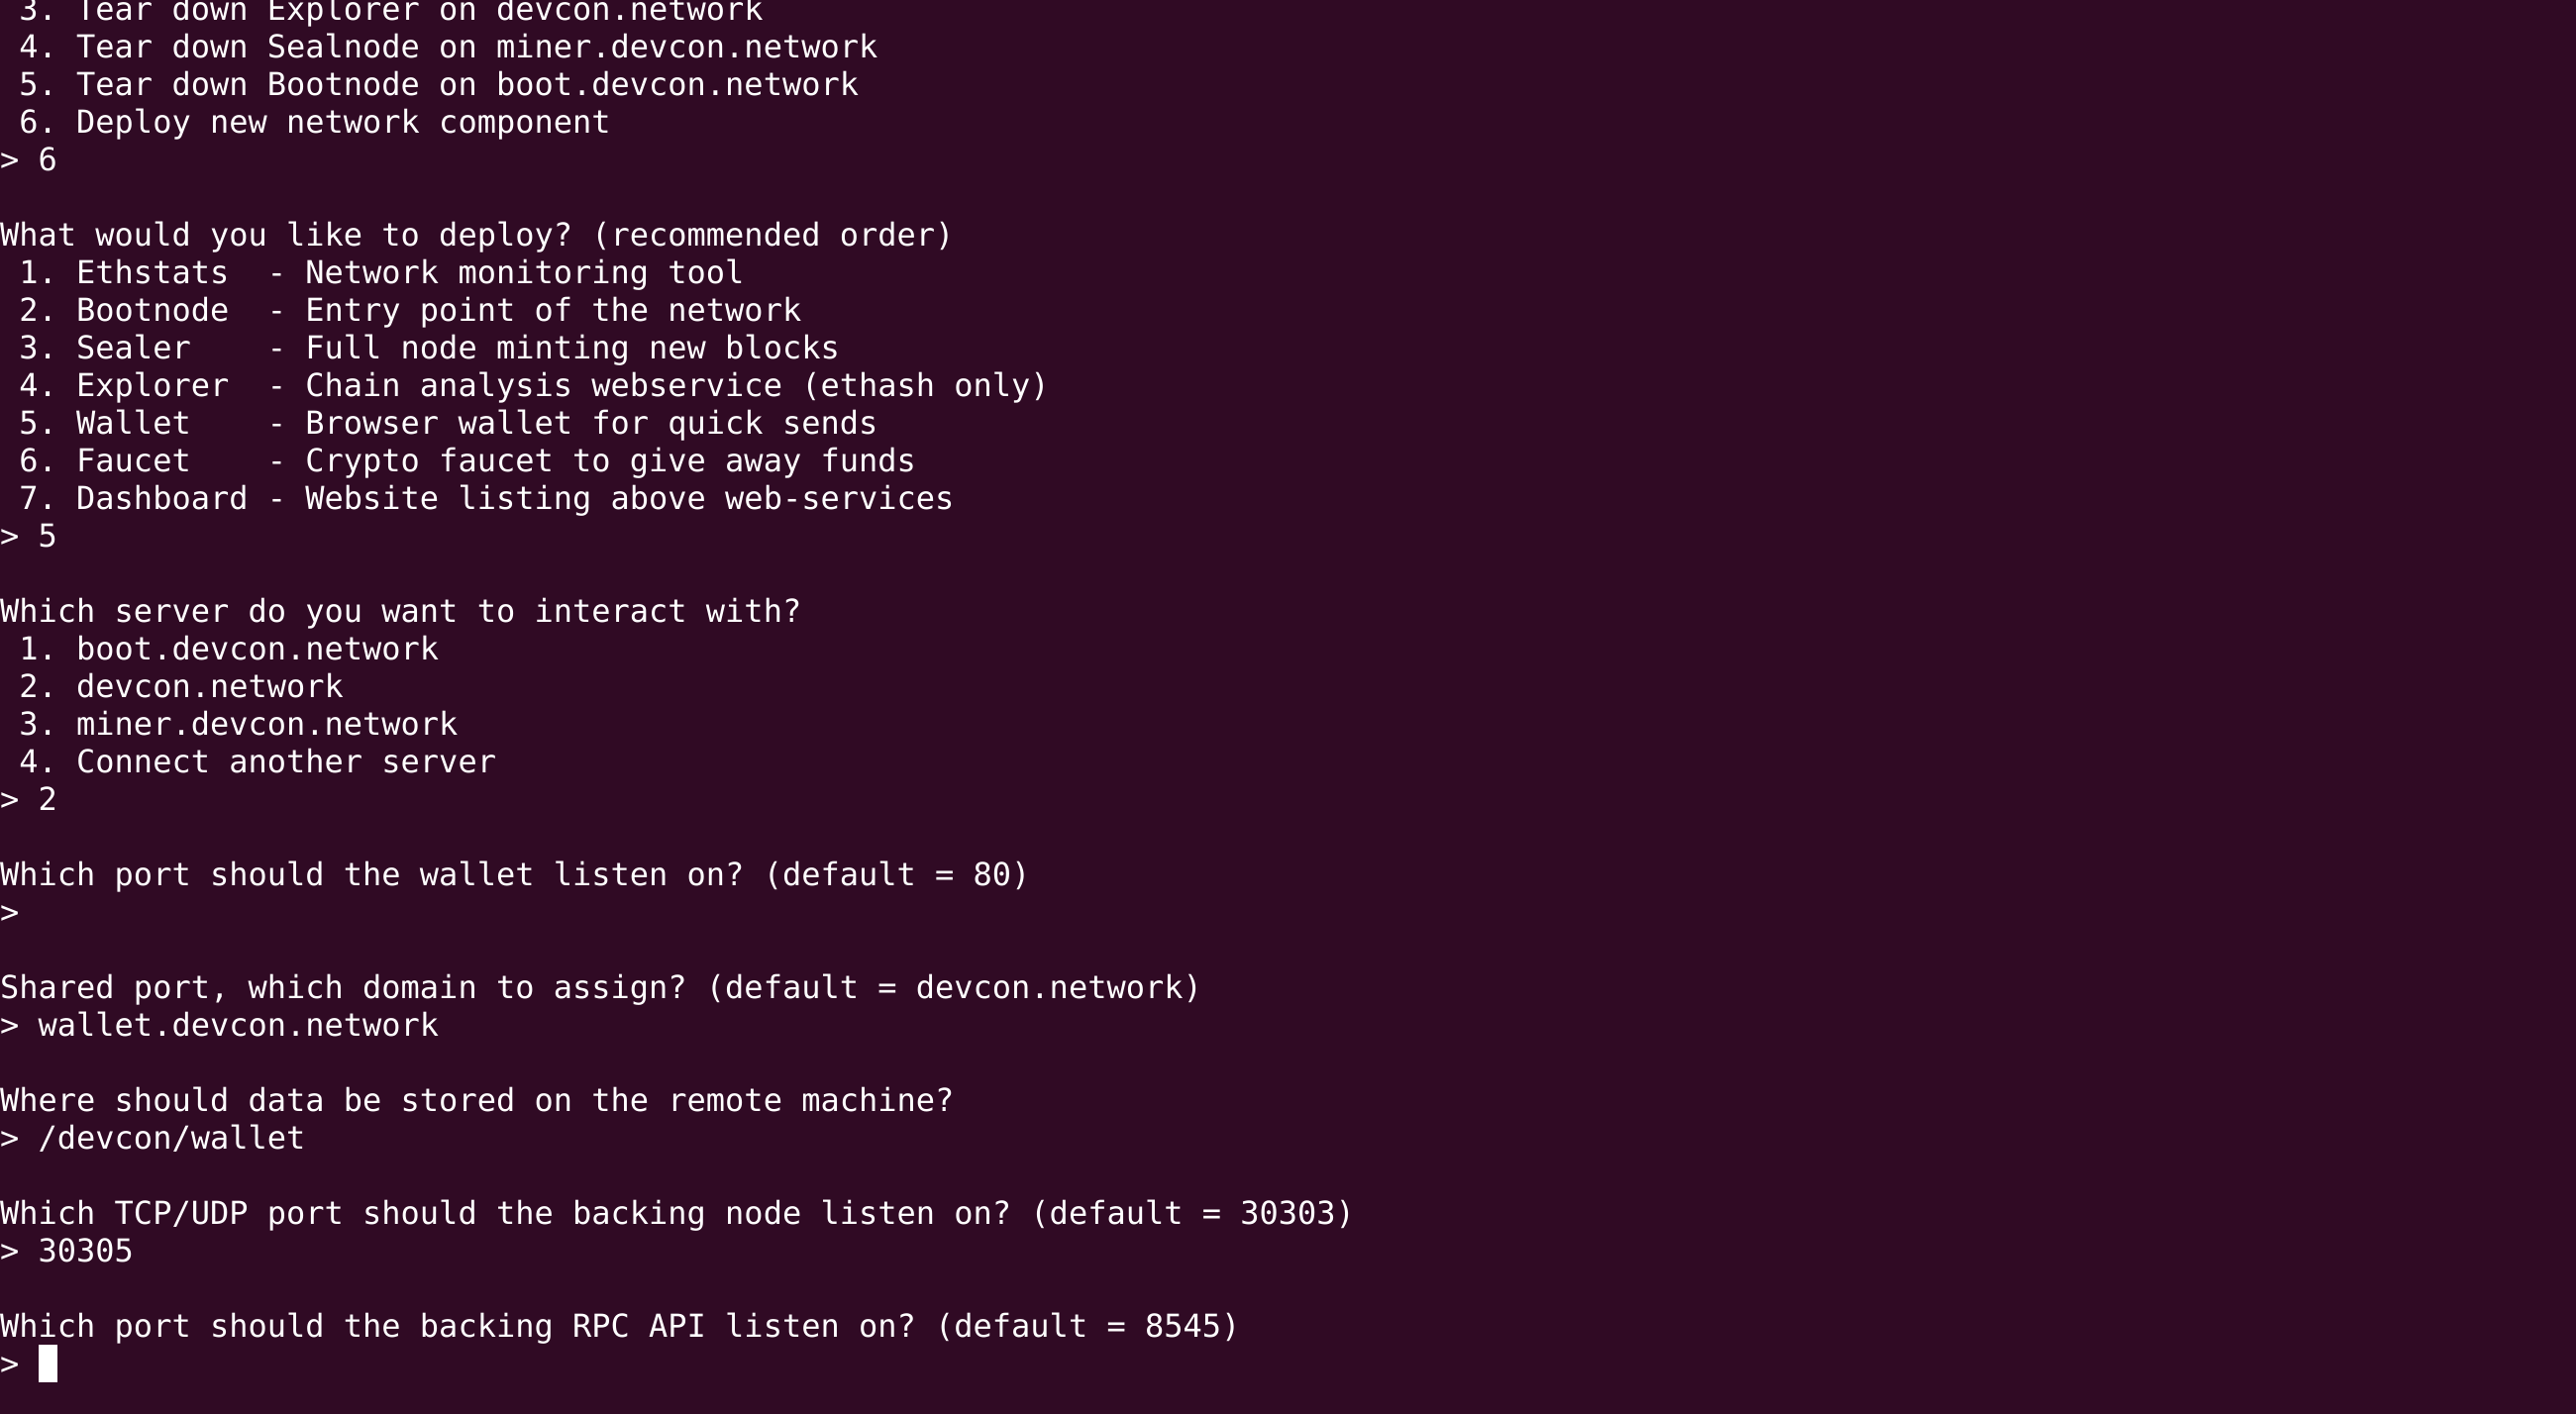 3. Tear down Explorer on devcon.network
4. Tear down Sealnode on miner.devcon.network
5. Tear down Bootnode on boot.devcon.network
6. Deploy new network component
> 6
What would you like to deploy? (recommended order)
1. Ethstats  - Network monitoring tool
2. Bootnode  - Entry point of the network
3. Sealer    - Full node minting new blocks
4. Explorer  - Chain analysis webservice (ethash only)
5. Wallet    - Browser wallet for quick sends
6. Faucet    - Crypto faucet to give away funds
7. Dashboard - Website listing above web-services
> 5
Which server do you want to interact with?
1. boot.devcon.network
2. devcon.network
3. miner.devcon.network
4. Connect another server
> 2
Which port should the wallet listen on? (default = 80)
>
Shared port, which domain to assign? (default = devcon.network)
> wallet.devcon.network
Where should data be stored on the remote machine?
> /devcon/wallet
Which TCP/UDP port should the backing node listen on? (default = 30303)
> 30305
Which port should the backing RPC API listen on? (default = 8545)
>